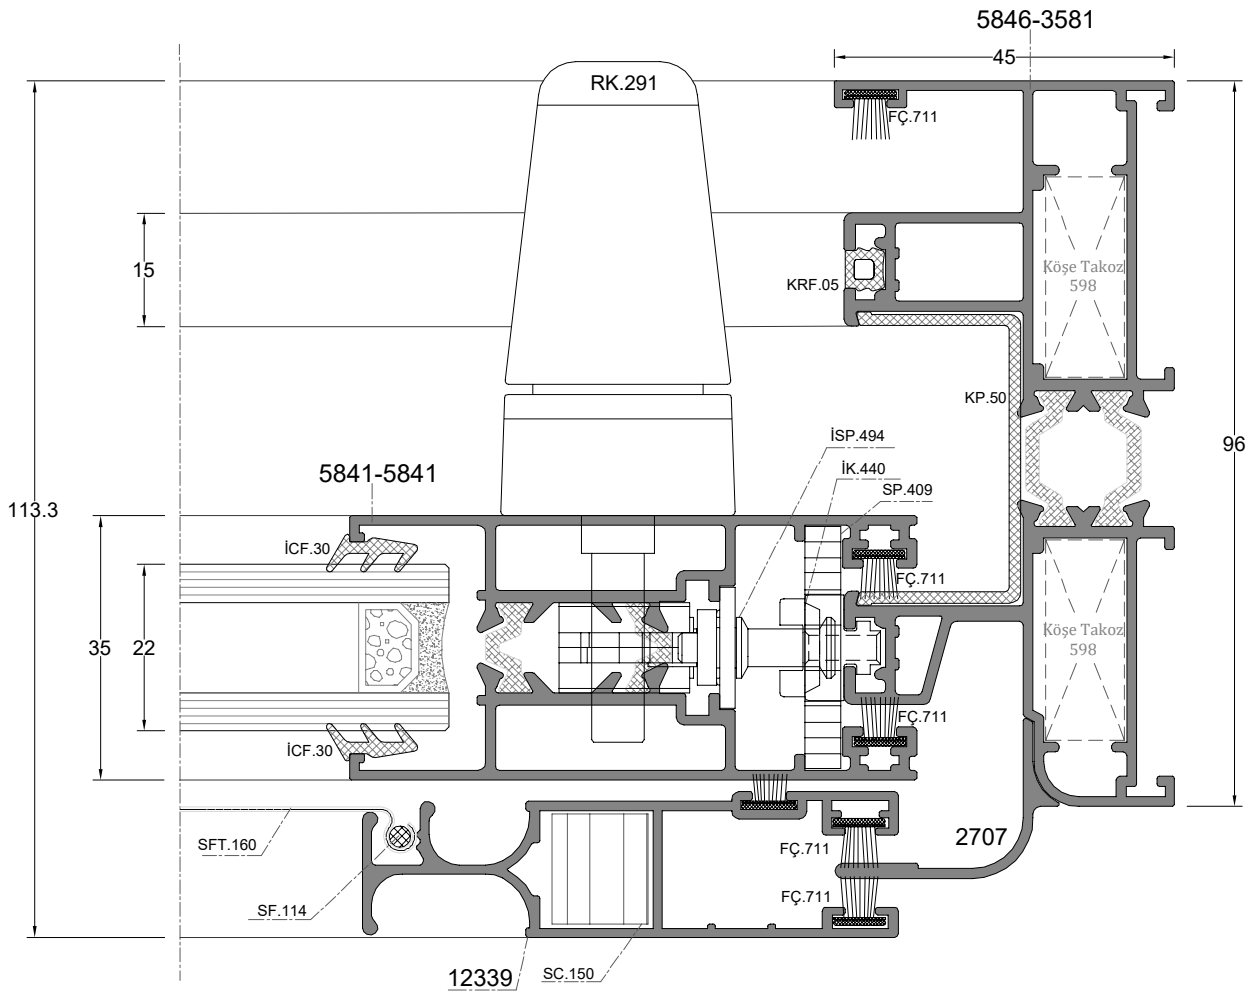 5846-3581
45
RK.291
FÇ.711
15
KRF.05
Köşe Takoz
598
KP.50
96
İSP.494
İK.440
SP.409
5841-5841
113.3
İCF.30
FÇ.711
35
22
Köşe Takoz
598
FÇ.711
İCF.30
SFT.160
FÇ.711
2707
FÇ.711
SF.114
12339
SC.150